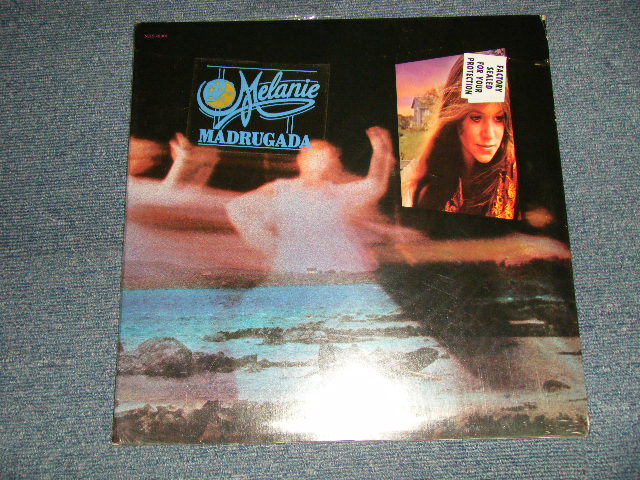 Melanie
MADRUGADA
FACTORY
SEALED
FOR YOUR
PROTECTION